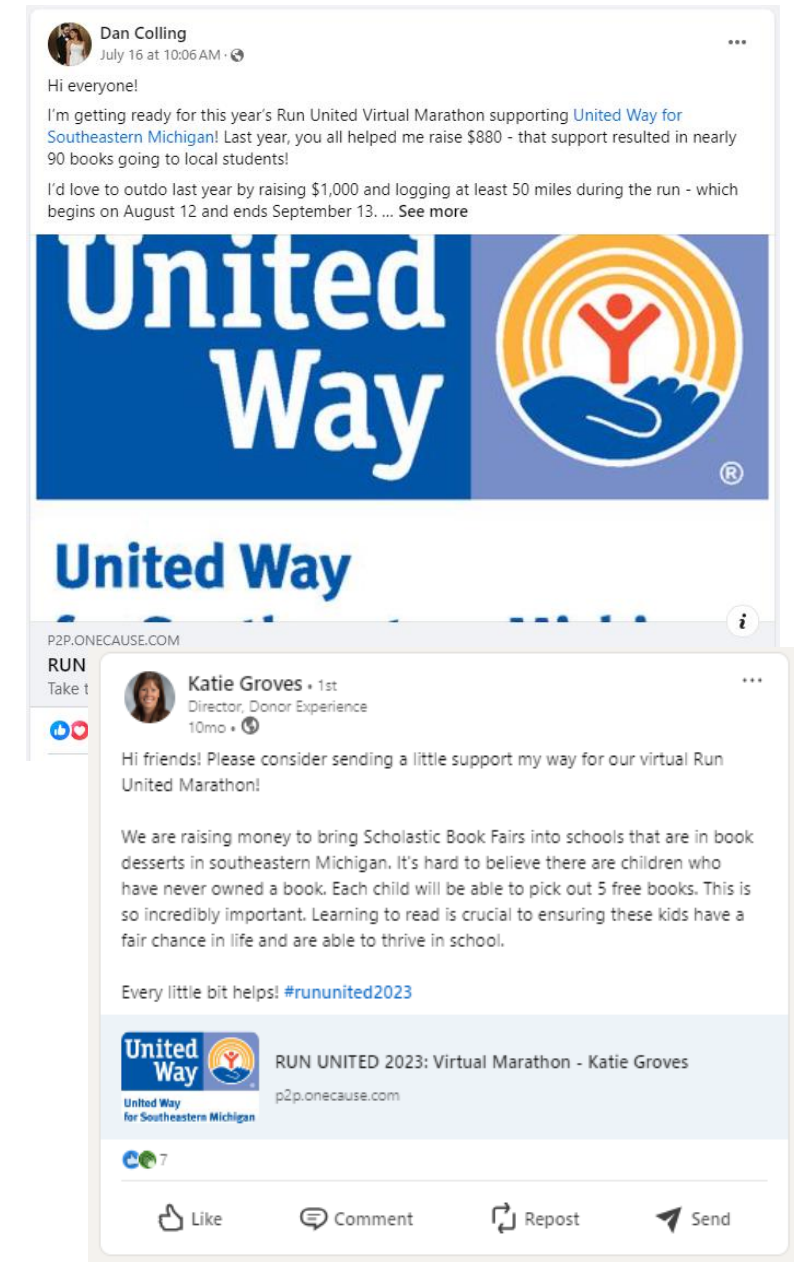 Dan Colling
July 16 at 10:06 AM ·
Hi everyone!
I'm getting ready for this year's Run United Virtual Marathon supporting United Way for
Southeastern Michigan! Last year, you all helped me raise $880 - that support resulted in nearly
90 books going to local students!
I'd love to outdo last year by raising $1,000 and logging at least 50 miles during the run - which
begins on August 12 and ends September 13. ... See more
United
Way
®
United Way
P2P.ONECAUSE.COM
RUN
Take t
Katie Groves • 1st
Director, Donor Experience
10mo •
Hi friends! Please consider sending a little support my way for our virtual Run
United Marathon!
We are raising money to bring Scholastic Book Fairs into schools that are in book
desserts in southeastern Michigan. It's hard to believe there are children who
have never owned a book. Each child will be able to pick out 5 free books. This is
so incredibly important. Learning to read is crucial to ensuring these kids have a
fair chance in life and are able to thrive in school.
Every little bit helps! #rununited2023
United
Way
United Way
for Southeastern Michigan
RUN UNITED 2023: Virtual Marathon - Katie Groves
p2p.onecause.com
7
Like
Comment
Repost
Send